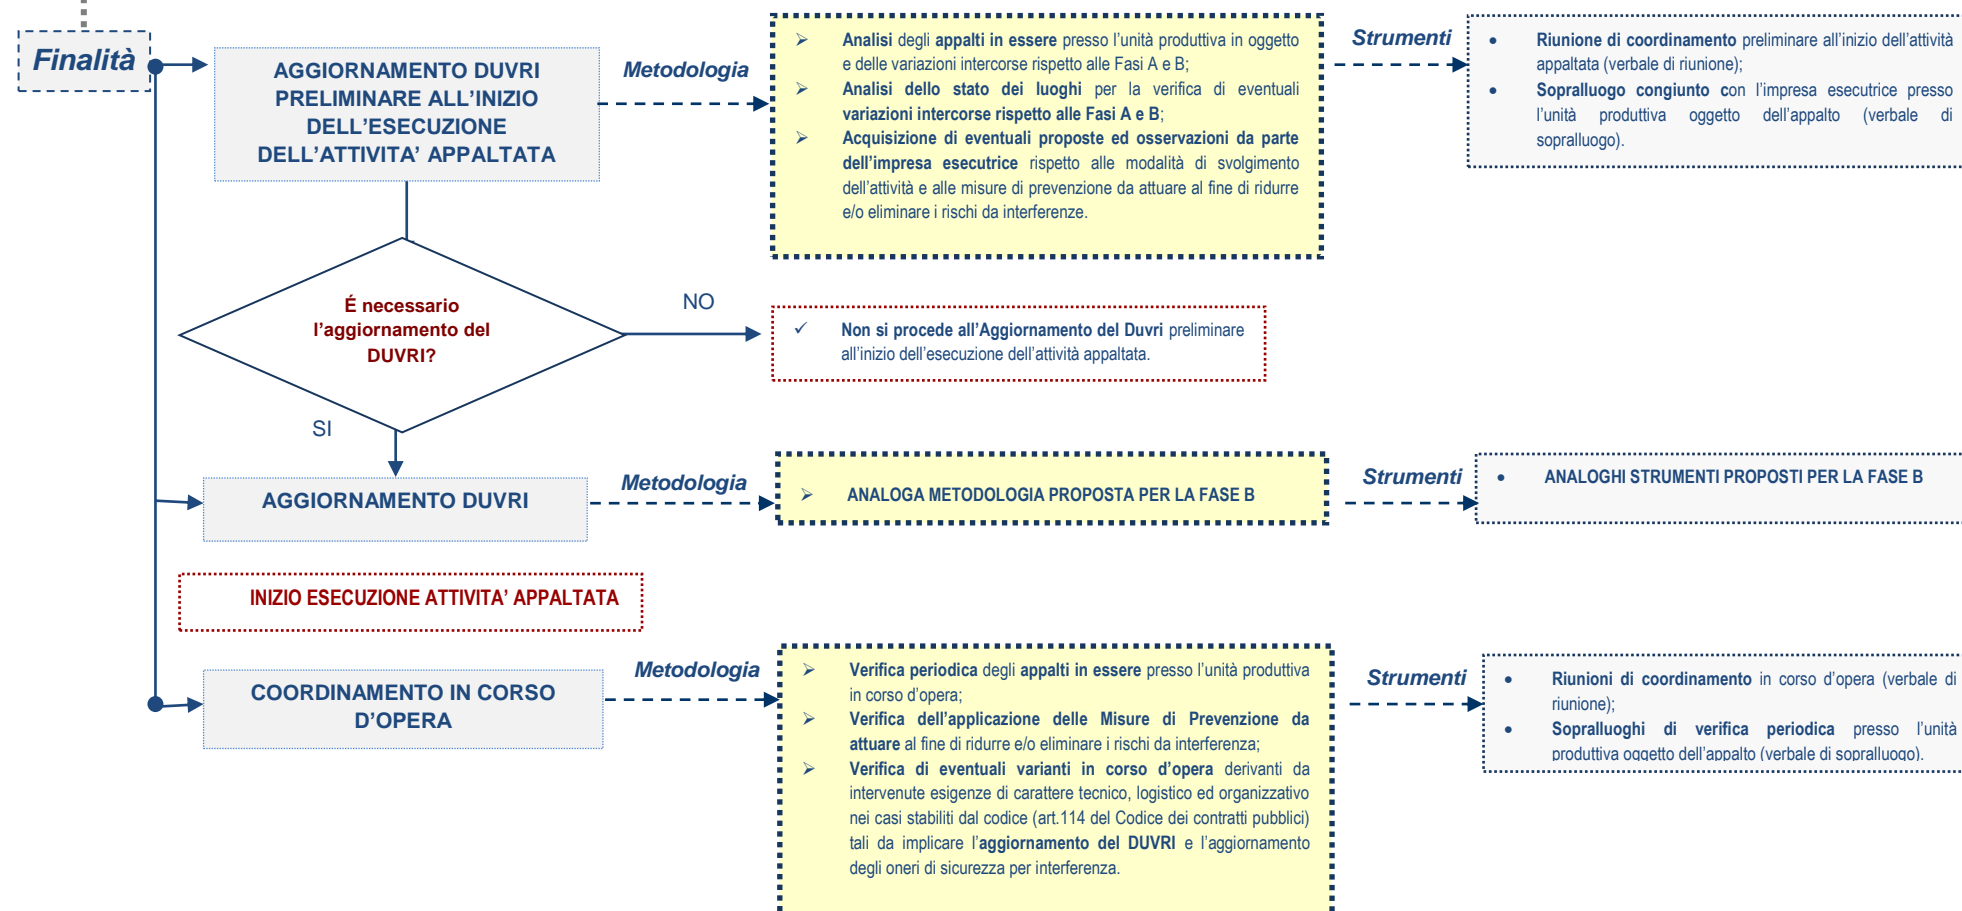 Finalità
AGGIORNAMENTO DUVRI
PRELIMINARE ALL'INIZIO
DELL'ESECUZIONE
DELL'ATTIVITA' APPALTATA
Metodologia
➢ Analisi degli appalti in essere presso l'unità produttiva in oggetto
e delle variazioni intercorse rispetto alle Fasi A e B;
➢ Analisi dello stato dei luoghi per la verifica di eventuali
variazioni intercorse rispetto alle Fasi A e B;
➢ Acquisizione di eventuali proposte ed osservazioni da parte
dell'impresa esecutrice rispetto alle modalità di svolgimento
dell'attività e alle misure di prevenzione da attuare al fine di ridurre
e/o eliminare i rischi da interferenze.
Strumenti
• Riunione di coordinamento preliminare all'inizio dell'attività
appaltata (verbale di riunione);
• Sopralluogo congiunto con l'impresa esecutrice presso
l'unità produttiva oggetto dell'appalto (verbale di
sopralluogo).
É necessario
l'aggiornamento del
DUVRI?
NO
✓ Non si procede all'Aggiornamento del Duvri preliminare
all'inizio dell'esecuzione dell'attività appaltata.
SI
AGGIORNAMENTO DUVRI
Metodologia
➢ ANALOGA METODOLOGIA PROPOSTA PER LA FASE B
Strumenti
• ANALOGHI STRUMENTI PROPOSTI PER LA FASE B
INIZIO ESECUZIONE ATTIVITA' APPALTATA
COORDINAMENTO IN CORSO
D'OPERA
Metodologia
➢ Verifica periodica degli appalti in essere presso l'unità produttiva
in corso d'opera;
➢ Verifica dell'applicazione delle Misure di Prevenzione da
attuare al fine di ridurre e/o eliminare i rischi da interferenza;
➢ Verifica di eventuali varianti in corso d'opera derivanti da
intervenute esigenze di carattere tecnico, logistico ed organizzativo
nei casi stabiliti dal codice (art.114 del Codice dei contratti pubblici)
tali da implicare l'aggiornamento del DUVRI e l'aggiornamento
degli oneri di sicurezza per interferenza.
Strumenti
• Riunioni di coordinamento in corso d'opera (verbale di
riunione);
• Sopralluoghi di verifica periodica presso l'unità
produttiva oggetto dell'appalto (verbale di sopralluogo).